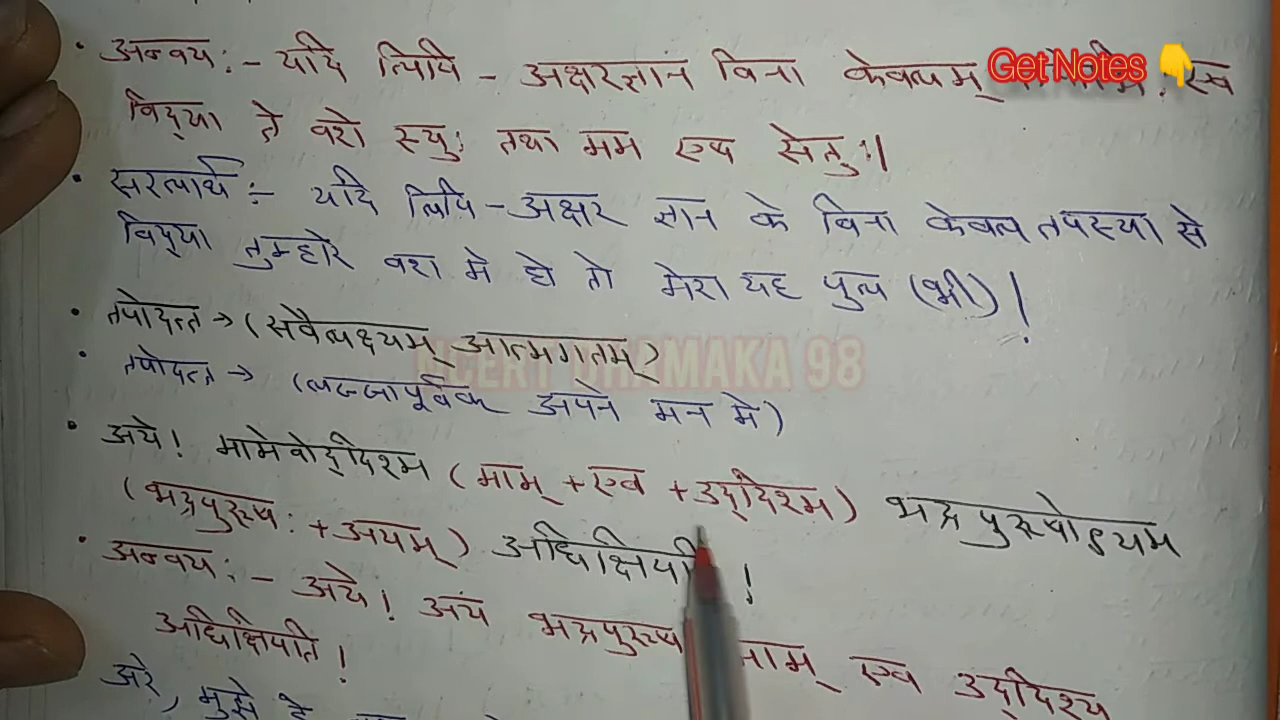 • अन्वय :- यदि लिपि - अक्षरज्ञान विना केवलम् एव
Get Notes 👇
विद्या ते वशे स्यु: तथा मम एष सेतु:।
• सरलार्थ :- यदि लिपि - अक्षर ज्ञान के विना केवल तपस्या से
विद्या तुम्हारे वश मे हो तो मेरा यह पुल (भी)!
• तपोदत्त → (सवैलक्ष्यम् आत्मगतम्)
NCERT DHAMAKA 98
• तपोदत्त → (लज्जापूर्वक अपने मन मे)
• अये! मामेवोद्दिश्म (माम् + एव + उद्दिश्म) भद्रपुरुषोऽयम
(भद्रपुरुष: + अयम्) अधिक्षिपति!
• अन्वय :- अये! अयं भद्रपुरुष माम् एव उद्दिश्य
अधिक्षिपति!
अरे, मुझे